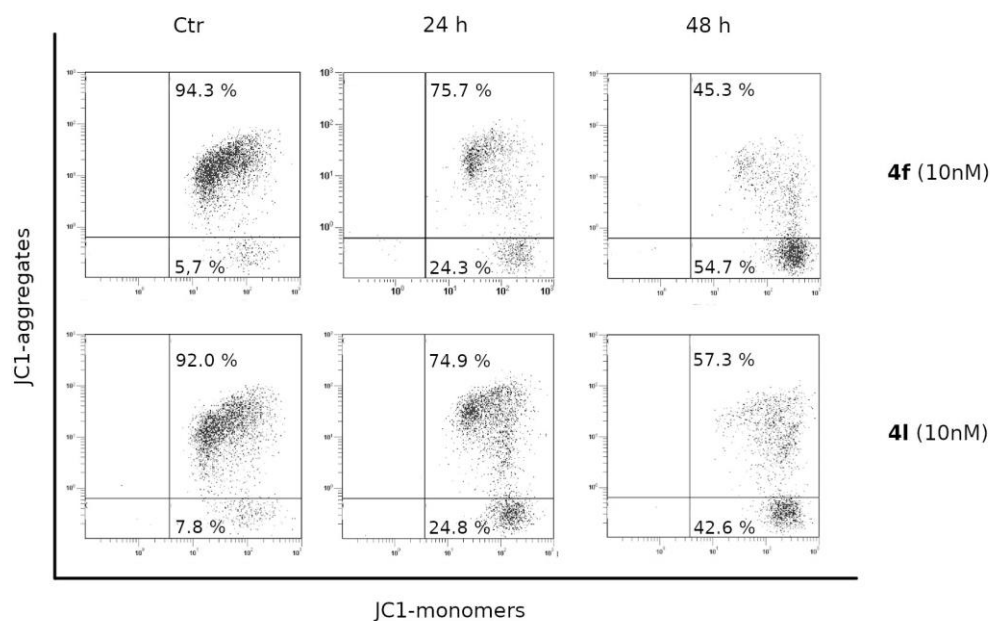 Ctr 24 h 48 h
94.3 % 75.7 % 45.3 %
5,7 % 24.3 % 54.7 %
4f (10nM)
92.0 % 74.9 % 57.3 %
7.8 % 24.8 % 42.6 %
4l (10nM)
JC1-aggregates
JC1-monomers